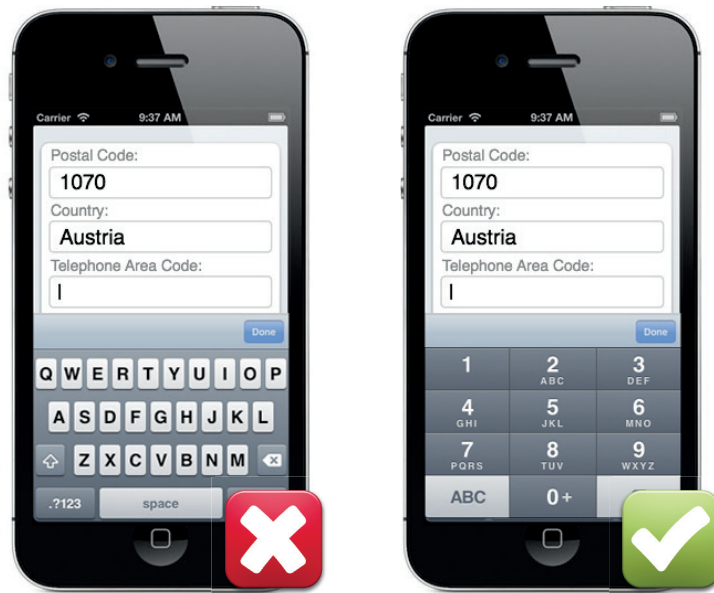 Carrier 9:37 AM
Postal Code:
1070
Country:
Austria
Telephone Area Code:
Done
Q W E R T Y U I O P
A S D F G H J K L
Z X C V B N M
.?123 space
Carrier 9:37 AM
Postal Code:
1070
Country:
Austria
Telephone Area Code:
Done
1 2 3
ABC DEF
4 5 6
GHI JKL MNO
7 8 9
PQRS TUV WXYZ
ABC 0 +